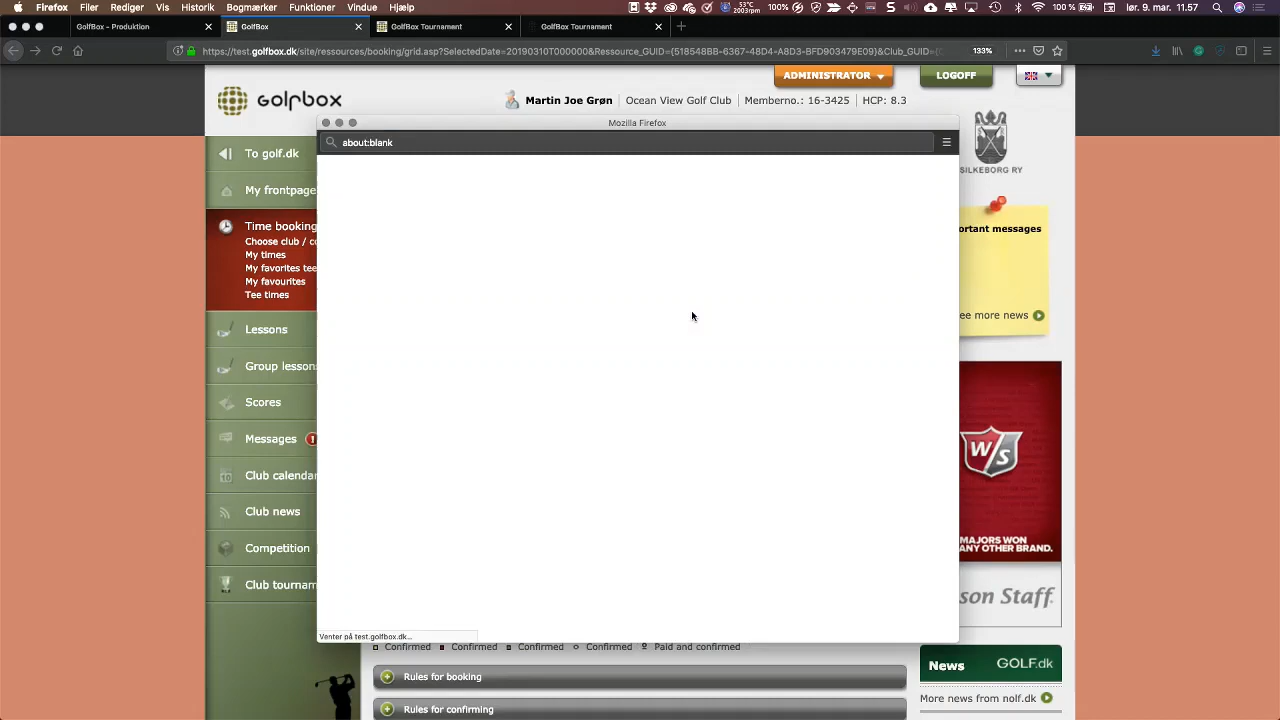 Firefox Arkiv Filer Rediger Vis Historik Bogmærker Funktioner Vindue Hjælp
2003rpm 100% lør. 9. mar. 11.57
GolfBox - Produktion
GolfBox
GolfBox Tournament
GolfBox Tournament
https://test.golfbox.dk/site/ressources/booking/grid.asp?SelectedDate=20190310T000000&Ressource_GUID={518548BB-6367-48D4-A8D3-BFD903479E09}&Club_GUID={
133%
ADMINISTRATOR
LOGOFF
golfbox
Martin Joe Grøn
Ocean View Golf Club
Memberno.: 16-3425
HCP: 8.3
Mozilla Firefox
about:blank
SILKEBORG RY
To golf.dk
My frontpage
Time booking
Choose club / co
My times
My favorites tee
My favourites
Tee times
ortant messages
ee more news
Lessons
Group lesson
Scores
Messages
Club calendar
Club news
Competition
Club tournam
W/S
MAJORS WON
ANY OTHER BRAND.
son Staff.
Venter på test.golfbox.dk...
Confirmed
Confirmed
Confirmed
Confirmed
Paid and confirmed
Rules for booking
Rules for confirming
News
GOLF.dk
More news from nolf.dk